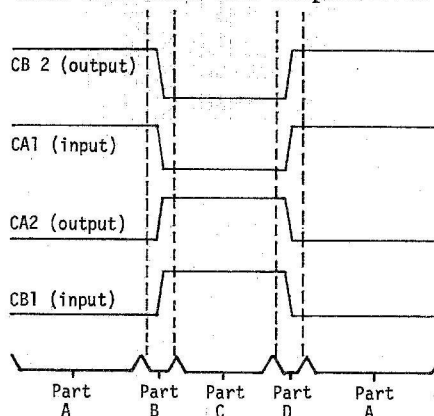 CB 2 (output)
CA1 (input)
CA2 (output)
CB1 (input)
Part Part Part Part Part
A B C D A